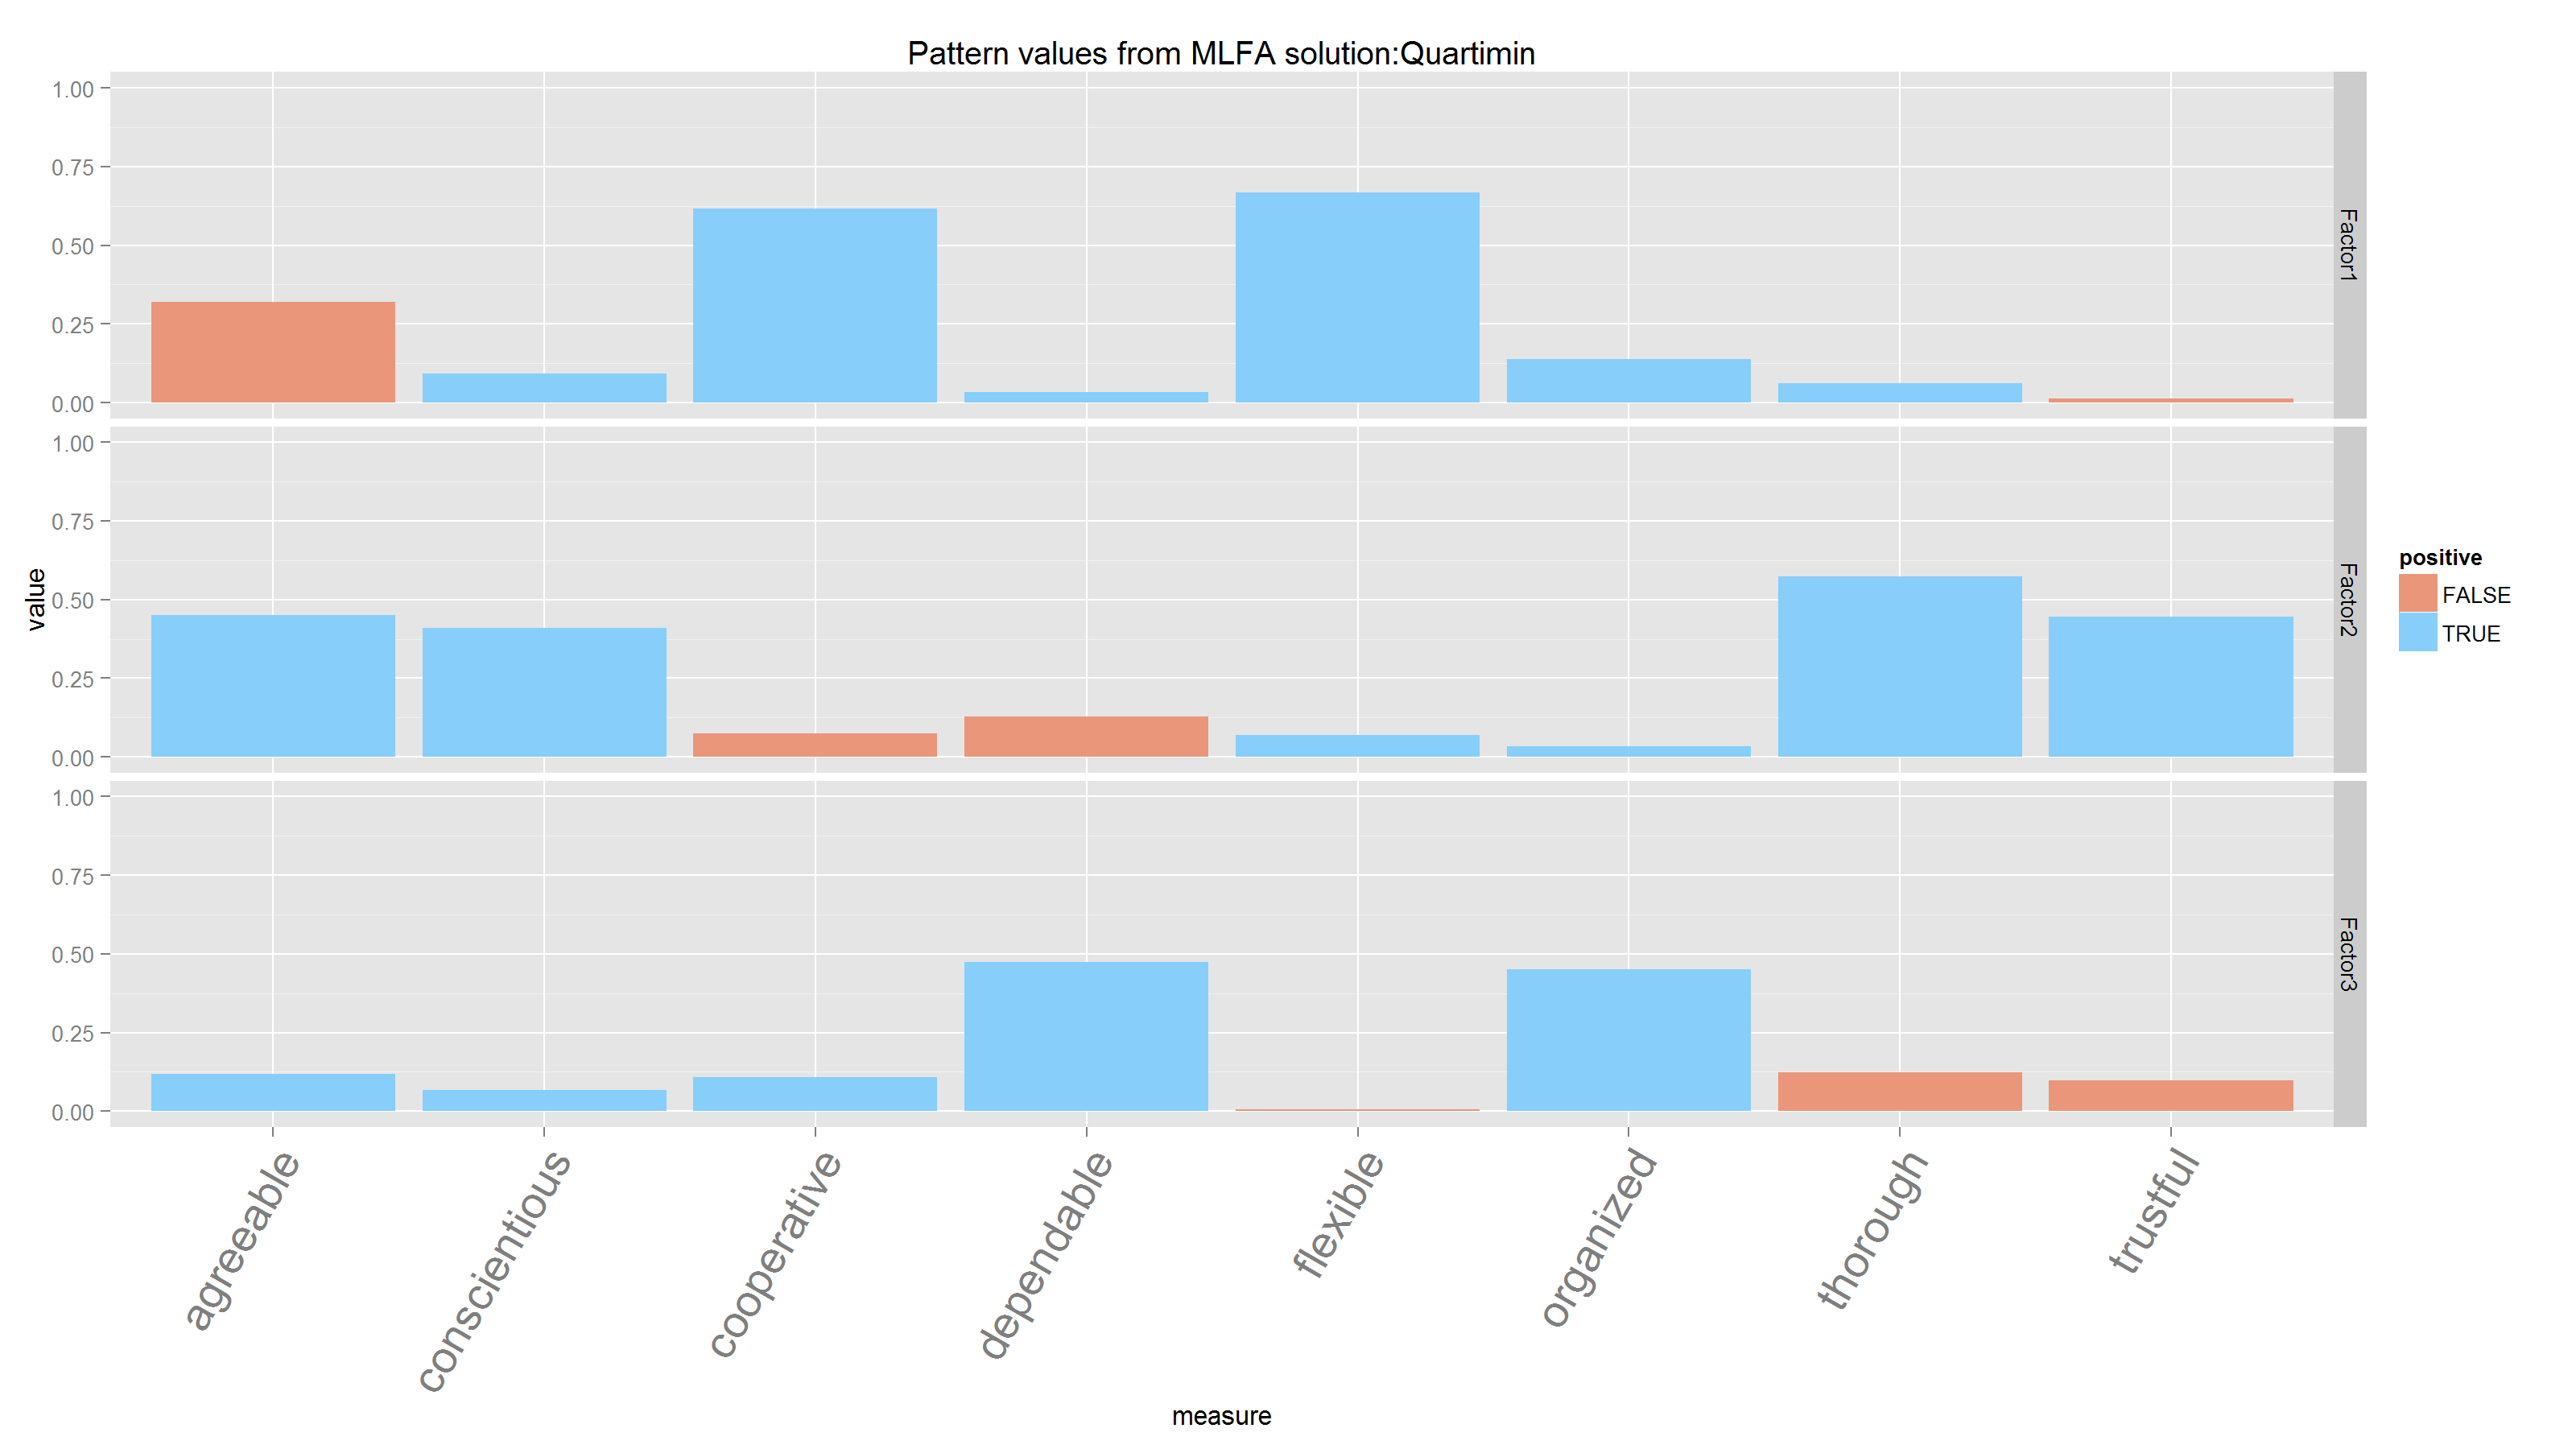 Pattern values from MLFA solution:Quartimin
1.00
0.75
0.50
0.25
0.00
Factor1
1.00
0.75
0.50
0.25
0.00
Factor2
1.00
0.75
0.50
0.25
0.00
Factor3
value
agreeable
conscientious
cooperative
dependable
flexible
organized
thorough
trustful
measure
positive
FALSE
TRUE